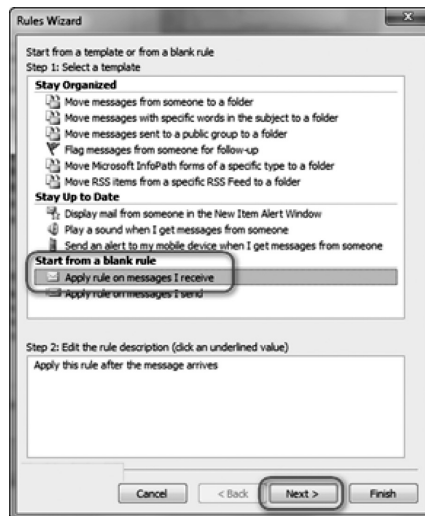 Rules Wizard
Start from a template or from a blank rule
Step 1: Select a template
Stay Organized
Move messages from someone to a folder
Move messages with specific words in the subject to a folder
Move messages sent to a public group to a folder
Flag messages from someone for follow-up
Move Microsoft InfoPath forms of a specific type to a folder
Move RSS items from a specific RSS Feed to a folder
Stay Up to Date
Display mail from someone in the New Item Alert Window
Play a sound when I get messages from someone
Send an alert to my mobile device when I get messages from someone
Start from a blank rule
Apply rule on messages I receive
Apply rule on messages I send
Step 2: Edit the rule description (click an underlined value)
Apply this rule after the message arrives
Cancel < Back Next > Finish